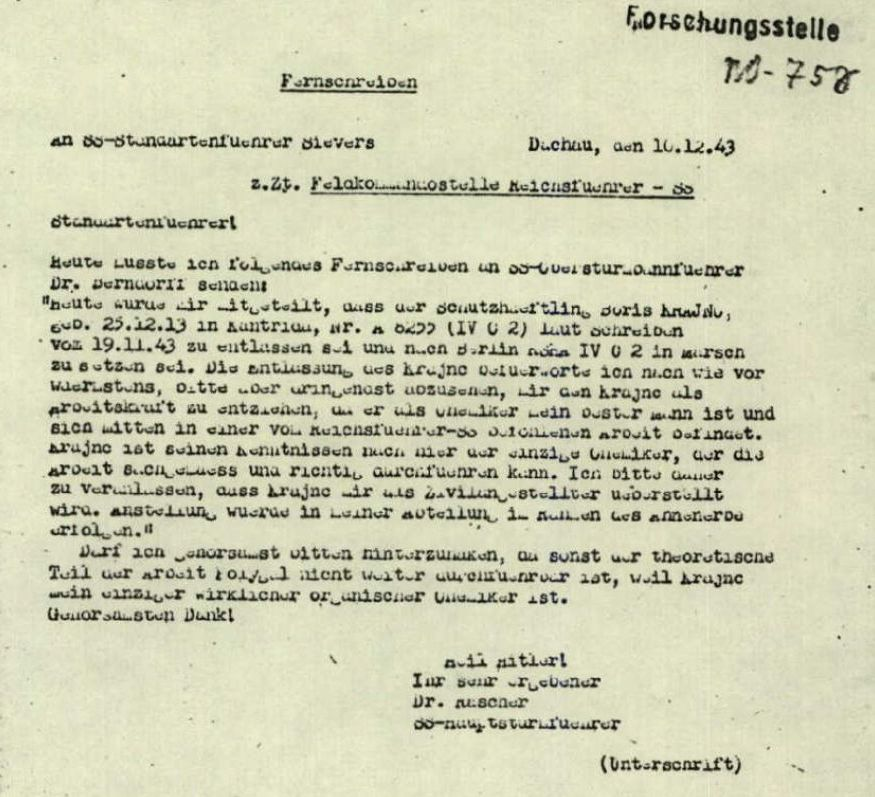 Forschungsstelle
NO-758
Fernschreiben
An SS-Standartenfuehrer Sievers Dachau, den 10.12.43
z.Zt. Feldkommandostelle Reichsfuehrer - SS
Standartenfuehrer!
Heute musste ich folgendes Fernschreiben an SS-Obersturmbannfuehrer
Dr. Berndorff senden:
"Heute wurde mir mitgeteilt, dass der Schutzhaeftling Boris
geb. 25.12.13 in Kantrida, Nr. (IV C 2) laut Schreiben
vom 19.11.43 zu entlassen sei und nach Berlin IV C 2 in Marsch
zu setzen sei. Die Entlassung des Krajnc befuerworte ich nach wie vor
waermstens, bitte aber dringendst abzusehen, mir den Krajnc als
Arbeitskraft zu entziehen, da er als Chemiker mein bester Mann ist und
sich mitten in einer vom Reichsfuehrer-SS befohlenen Arbeit befindet.
Krajnc ist seinen Kenntnissen nach hier der einzige Chemiker, der die
Arbeit sachgemaess und richtig durchfuehren kann. Ich bitte daher
zu veranlassen, dass Krajnc mir als Zivilangestellter ueberstellt
wird. Anstellung wuerde in meiner Abteilung im Rahmen des Ahnenerbe
erfolgen."
Darf ich gehorsamst bitten hinterzuhaken, da sonst der theoretische
Teil der Arbeit Polygal nicht weiter durchfuehrbar ist, weil Krajnc
mein einziger wirklicher organischer Chemiker ist.
Gehorsamsten Dank!
Heil Hitler!
Ihr sehr ergebener
Dr. Rascher
SS-Hauptsturmfuehrer
(Unterschrift)